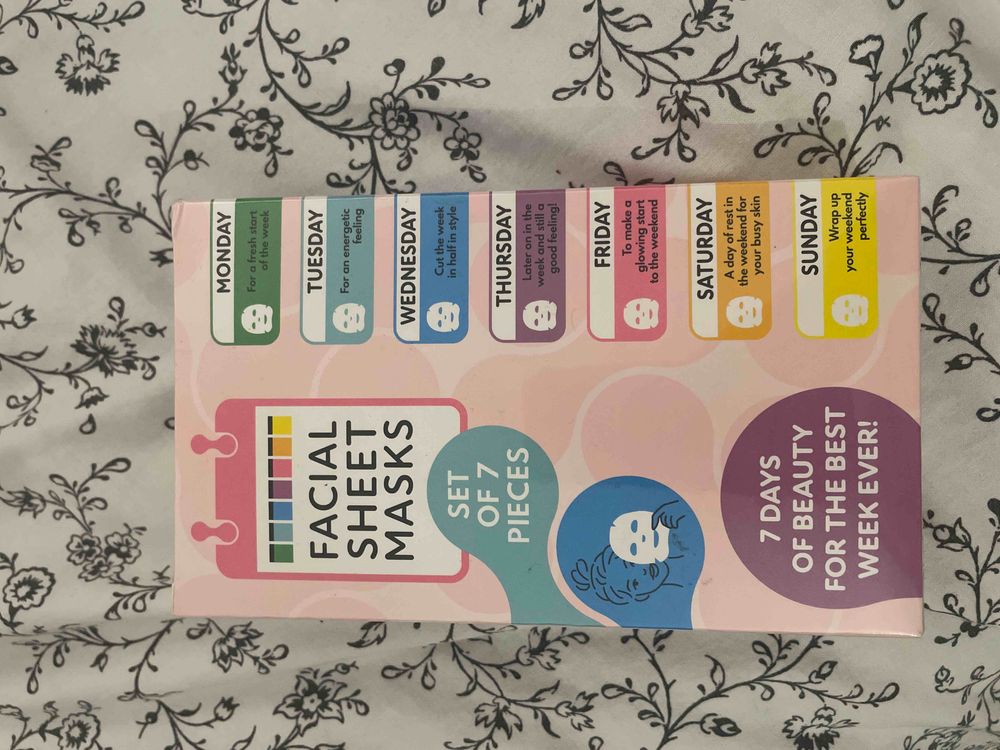 FACIAL
SHEET
MASKS
SET
OF 7
PIECES
7 DAYS
OF BEAUTY
FOR THE BEST
WEEK EVER!
MONDAY
For a fresh start
of the week
TUESDAY
For an energetic
feeling
WEDNESDAY
Cut the week
in half in style
THURSDAY
Later on in the
week and still a
good feeling!
FRIDAY
To make a
glowing start
to the weekend
SATURDAY
A day of rest in
the weekend for
your busy skin
SUNDAY
Wrap up
your weekend
perfectly